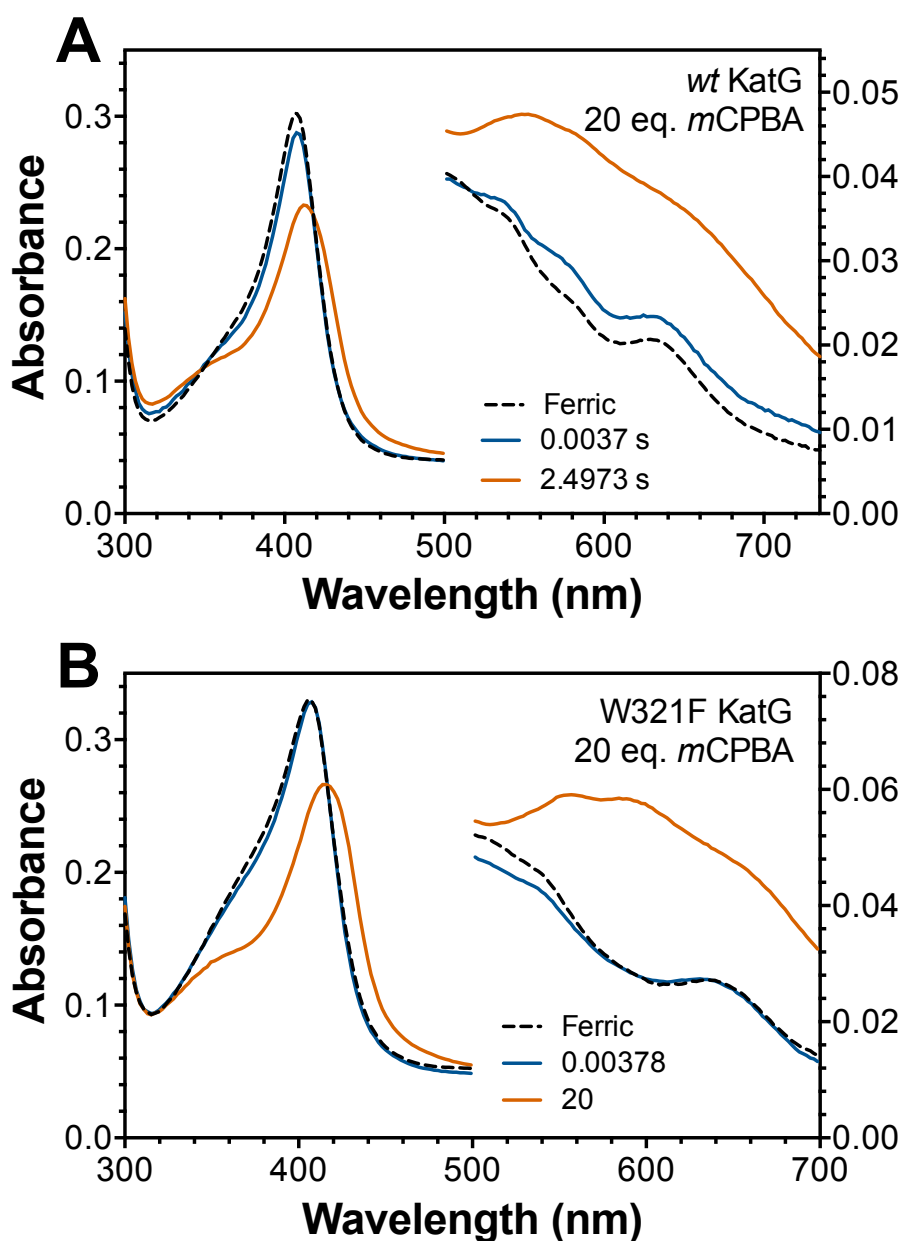 A
wt KatG
20 eq. mCPBA
Absorbance
0.3
0.2
0.1
0.0
0.05
0.04
0.03
0.02
0.01
0.00
Ferric
0.0037 s
2.4973 s
300
400
500
600
700
Wavelength (nm)
B
W321F KatG
20 eq. mCPBA
Absorbance
0.3
0.2
0.1
0.0
0.08
0.06
0.04
0.02
0.00
Ferric
0.00378
20
300
400
500
600
700
Wavelength (nm)